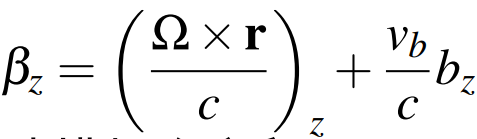 β_z = (Ω × r / c)_z + v_b / c b_z